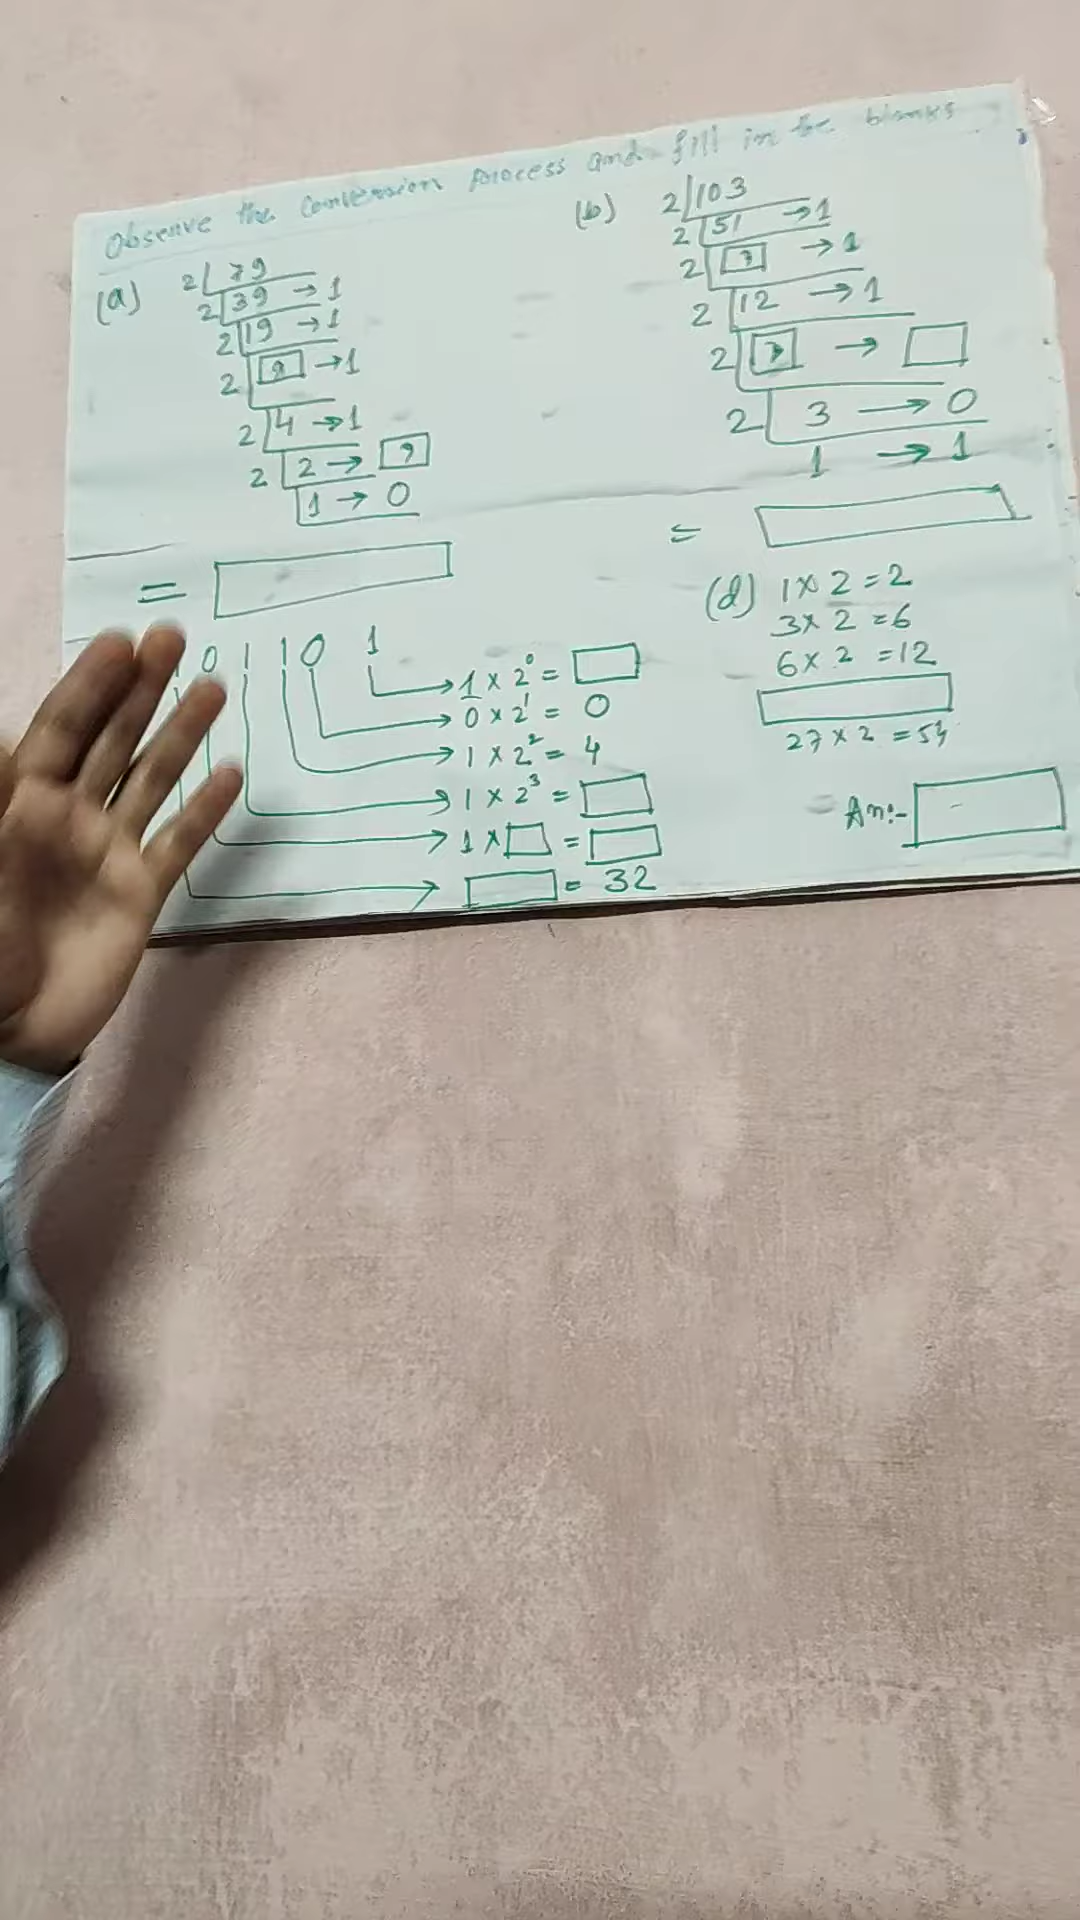 Observe the conversion process and fill in the blanks
(a) 2 79
2 39 → 1
2 19 → 1
2 ? → 1
2 4 → 1
2 2 → ?
1 → 0
=
(b) 2 103
2 51 → 1
2 ? → 1
2 12 → 1
2 ? →
2 3 → 0
1 → 1
=
0 1 1 0 1
1 × 2⁰ =
0 × 2¹ = 0
1 × 2² = 4
1 × 2³ =
1 × =
= 32
(d) 1 × 2 = 2
3 × 2 = 6
6 × 2 = 12
27 × 2 = 54
An:-